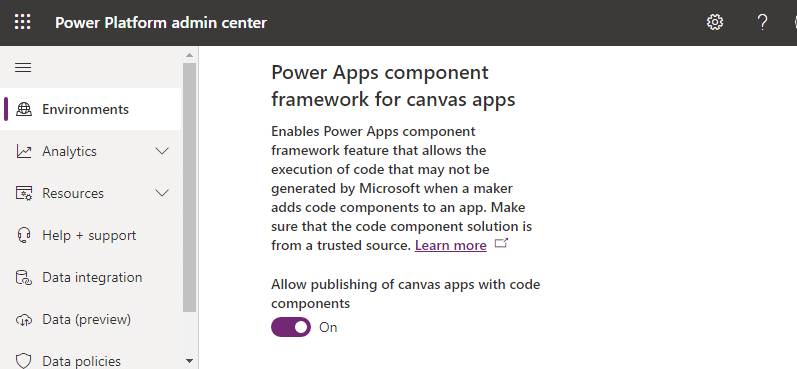 Power Platform admin center
?
Environments
Analytics
Resources
Help + support
Data integration
Data (preview)
Data policies
Power Apps component
framework for canvas apps
Enables Power Apps component
framework feature that allows the
execution of code that may not be
generated by Microsoft when a maker
adds code components to an app. Make
sure that the code component solution is
from a trusted source. Learn more
Allow publishing of canvas apps with code
components
On